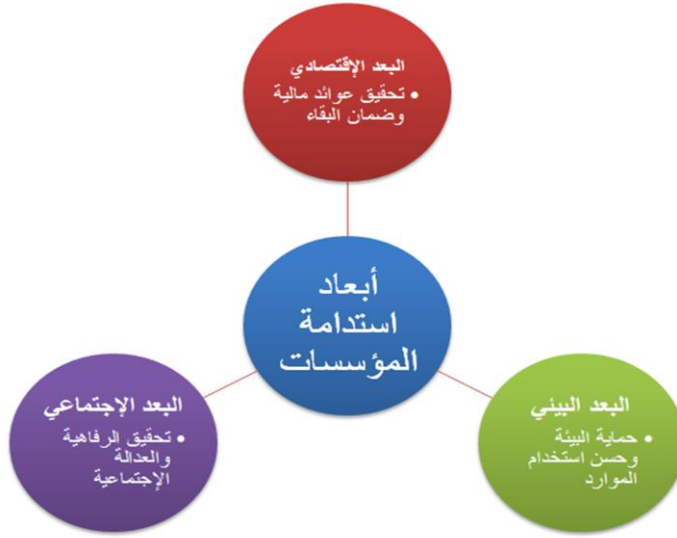 البعد الإقتصادي
• تحقيق عوائد مالية
وضمان البقاء
أبعاد
استدامة
المؤسسات
البعد البيئي
• حماية البيئة
وحسن استخدام
الموارد
البعد الإجتماعي
• تحقيق الرفاهية
والعدالة
الإجتماعية